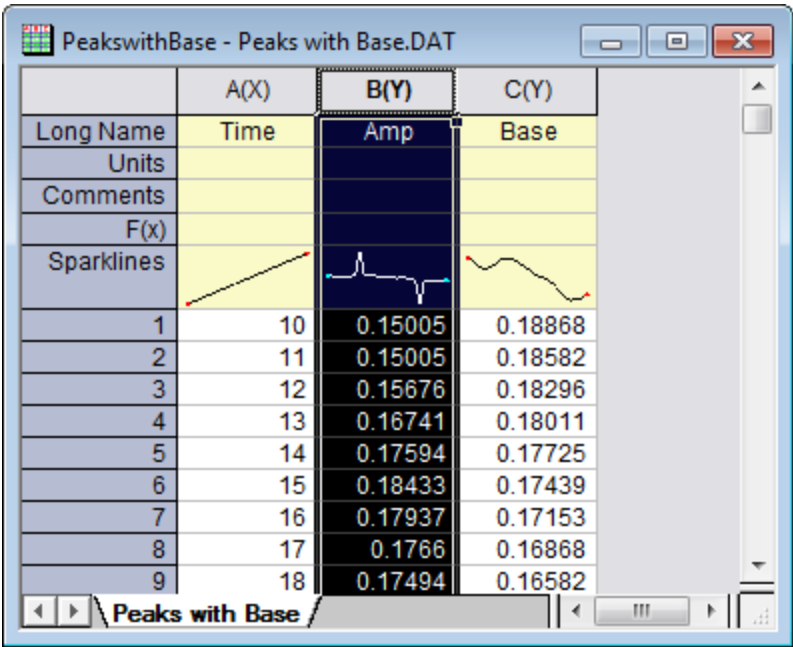 PeakswithBase - Peaks with Base.DAT
A(X) B(Y) C(Y)
Long Name Time Amp Base
Units
Comments
F(x)
Sparklines
1 10 0.15005 0.18868
2 11 0.15005 0.18582
3 12 0.15676 0.18296
4 13 0.16741 0.18011
5 14 0.17594 0.17725
6 15 0.18433 0.17439
7 16 0.17937 0.17153
8 17 0.1766 0.16868
9 18 0.17494 0.16582
Peaks with Base